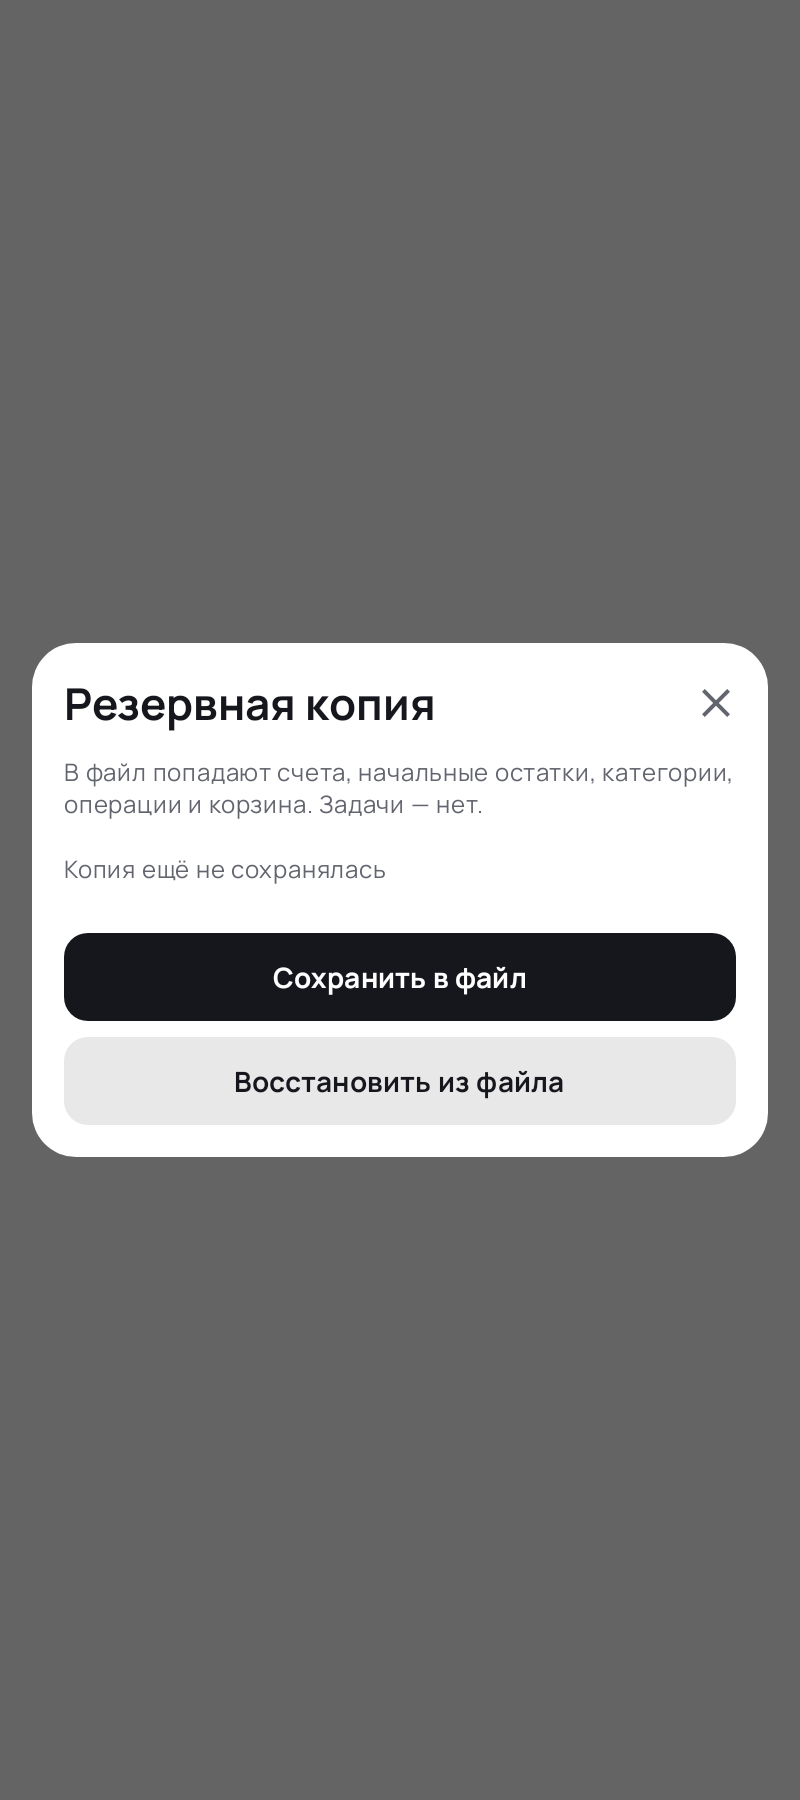 Резервная копия
В файл попадают счета, начальные остатки, категории,
операции и корзина. Задачи — нет.
Копия ещё не сохранялась
Сохранить в файл
Восстановить из файла